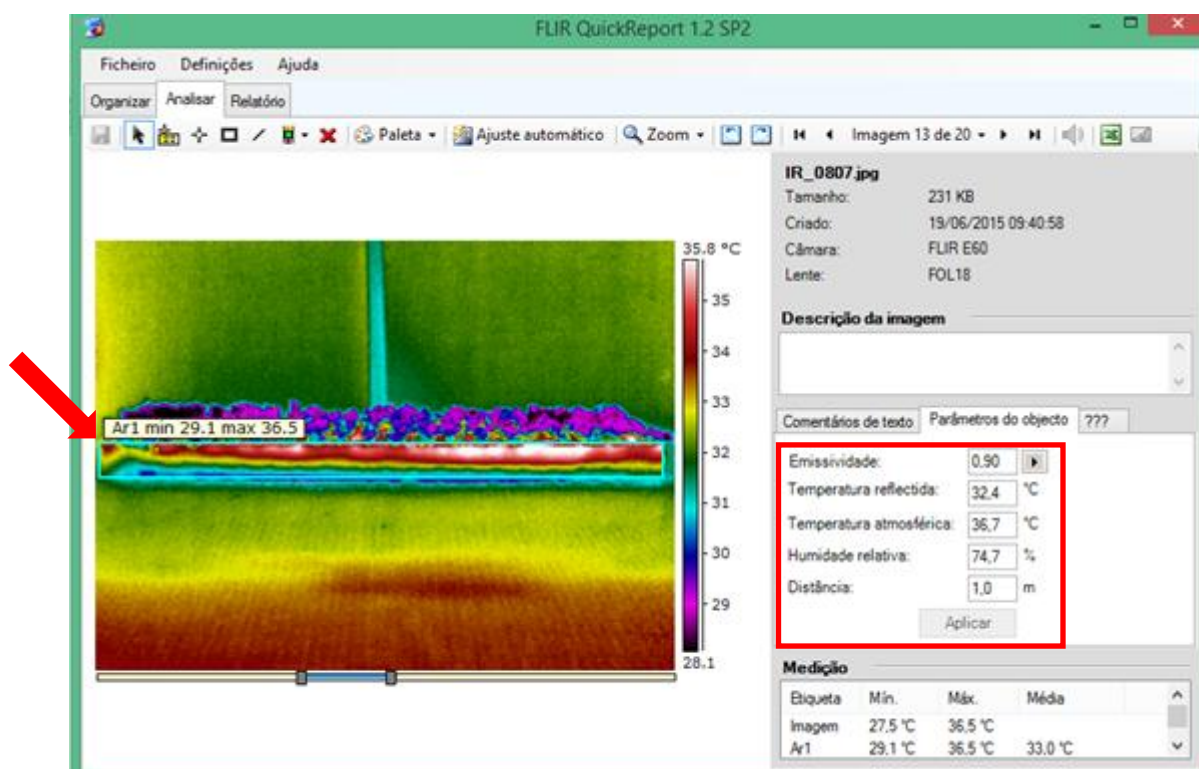 FLIR QuickReport 1.2 SP2
Ficheiro Definições Ajuda
Organizar Analisar Relatório
Paleta Ajuste automático Zoom Imagem 13 de 20
IR_0807.jpg
Tamanho: 231 KB
Criado: 19/06/2015 09:40:58
Câmara: FLIR E60
Lente: FOL18
Descrição da imagem
35.8 °C
35
34
33
32
31
30
29
28.1
Ar1 min 29.1 max 36.5
Comentários de texto Parâmetros do objecto ???
Emissividade: 0.90
Temperatura reflectida: 32,4 °C
Temperatura atmosférica: 36,7 °C
Humidade relativa: 74,7 %
Distância: 1,0 m
Aplicar
Medição
Etiqueta Mín. Máx. Média
Imagem 27,5 °C 36,5 °C
Ar1 29,1 °C 36,5 °C 33,0 °C